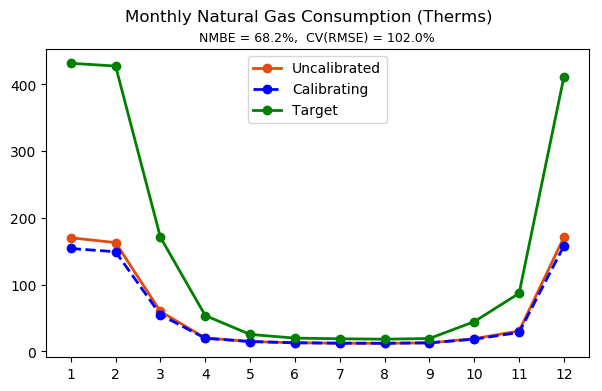 Monthly Natural Gas Consumption (Therms)
NMBE = 68.2%,  CV(RMSE) = 102.0%
Uncalibrated
Calibrating
Target
400
300
200
100
0
1 2 3 4 5 6 7 8 9 10 11 12